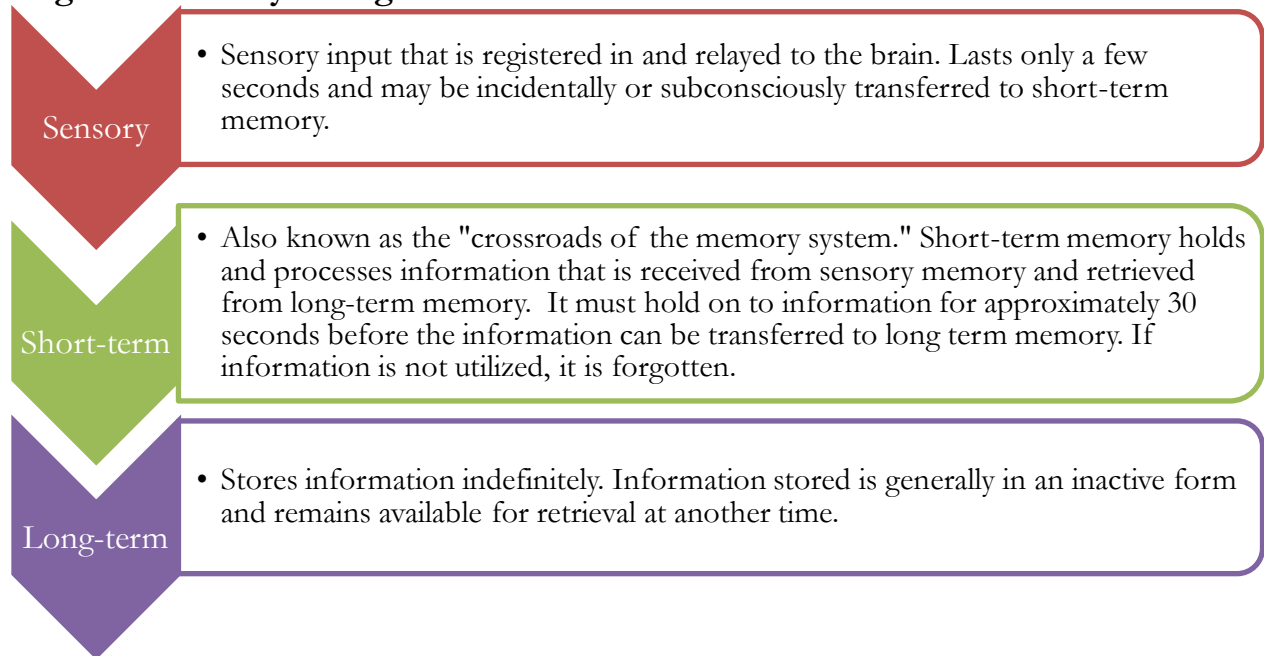 Sensory
• Sensory input that is registered in and relayed to the brain. Lasts only a few
seconds and may be incidentally or subconsciously transferred to short-term
memory.
Short-term
• Also known as the "crossroads of the memory system." Short-term memory holds
and processes information that is received from sensory memory and retrieved
from long-term memory.  It must hold on to information for approximately 30
seconds before the information can be transferred to long term memory. If
information is not utilized, it is forgotten.
Long-term
• Stores information indefinitely. Information stored is generally in an inactive form
and remains available for retrieval at another time.